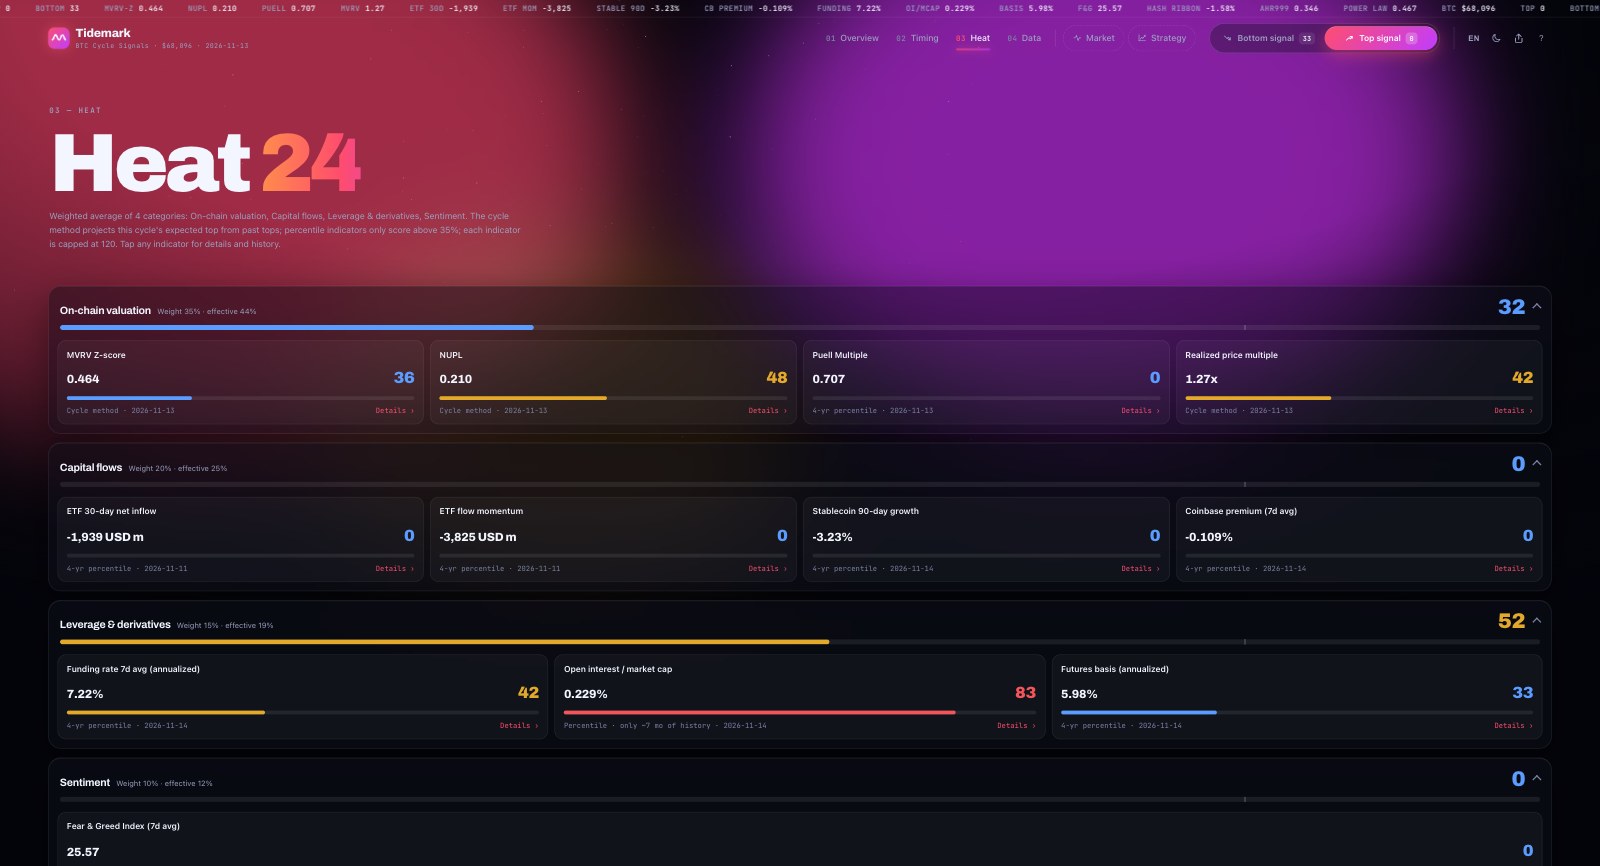 0 BOTTOM 33 MVRV-Z 0.464 NUPL 0.210 PUELL 0.707 MVRV 1.27 ETF 30D -1,939 ETF MOM -3,825 STABLE 90D -3.23% CB PREMIUM -0.109% FUNDING 7.22% OI/MCAP 0.229% BASIS 5.98% F&G 25.57 HASH RIBBON -1.58% AHR999 0.346 POWER LAW 0.467 BTC $68,096 TOP 0 BOTTOM
Tidemark
BTC Cycle Signals · $68,096 · 2026-11-13
01 Overview 02 Timing 03 Heat 04 Data Market Strategy Bottom signal 33 Top signal 0 EN ?
03 — HEAT
Heat 24
Weighted average of 4 categories: On-chain valuation, Capital flows, Leverage & derivatives, Sentiment. The cycle
method projects this cycle's expected top from past tops; percentile indicators only score above 35%; each indicator
is capped at 120. Tap any indicator for details and history.
On-chain valuation Weight 35% · effective 44% 32
MVRV Z-score
0.464 36
Cycle method · 2026-11-13 Details ›
NUPL
0.210 48
Cycle method · 2026-11-13 Details ›
Puell Multiple
0.707 0
4-yr percentile · 2026-11-13 Details ›
Realized price multiple
1.27x 42
Cycle method · 2026-11-13 Details ›
Capital flows Weight 20% · effective 25% 0
ETF 30-day net inflow
-1,939 USD m 0
4-yr percentile · 2026-11-11 Details ›
ETF flow momentum
-3,825 USD m 0
4-yr percentile · 2026-11-11 Details ›
Stablecoin 90-day growth
-3.23% 0
4-yr percentile · 2026-11-14 Details ›
Coinbase premium (7d avg)
-0.109% 0
4-yr percentile · 2026-11-14 Details ›
Leverage & derivatives Weight 15% · effective 19% 52
Funding rate 7d avg (annualized)
7.22% 42
4-yr percentile · 2026-11-14 Details ›
Open interest / market cap
0.229% 83
Percentile · only ~7 mo of history · 2026-11-14 Details ›
Futures basis (annualized)
5.98% 33
4-yr percentile · 2026-11-14 Details ›
Sentiment Weight 10% · effective 12% 0
Fear & Greed Index (7d avg)
25.57 0